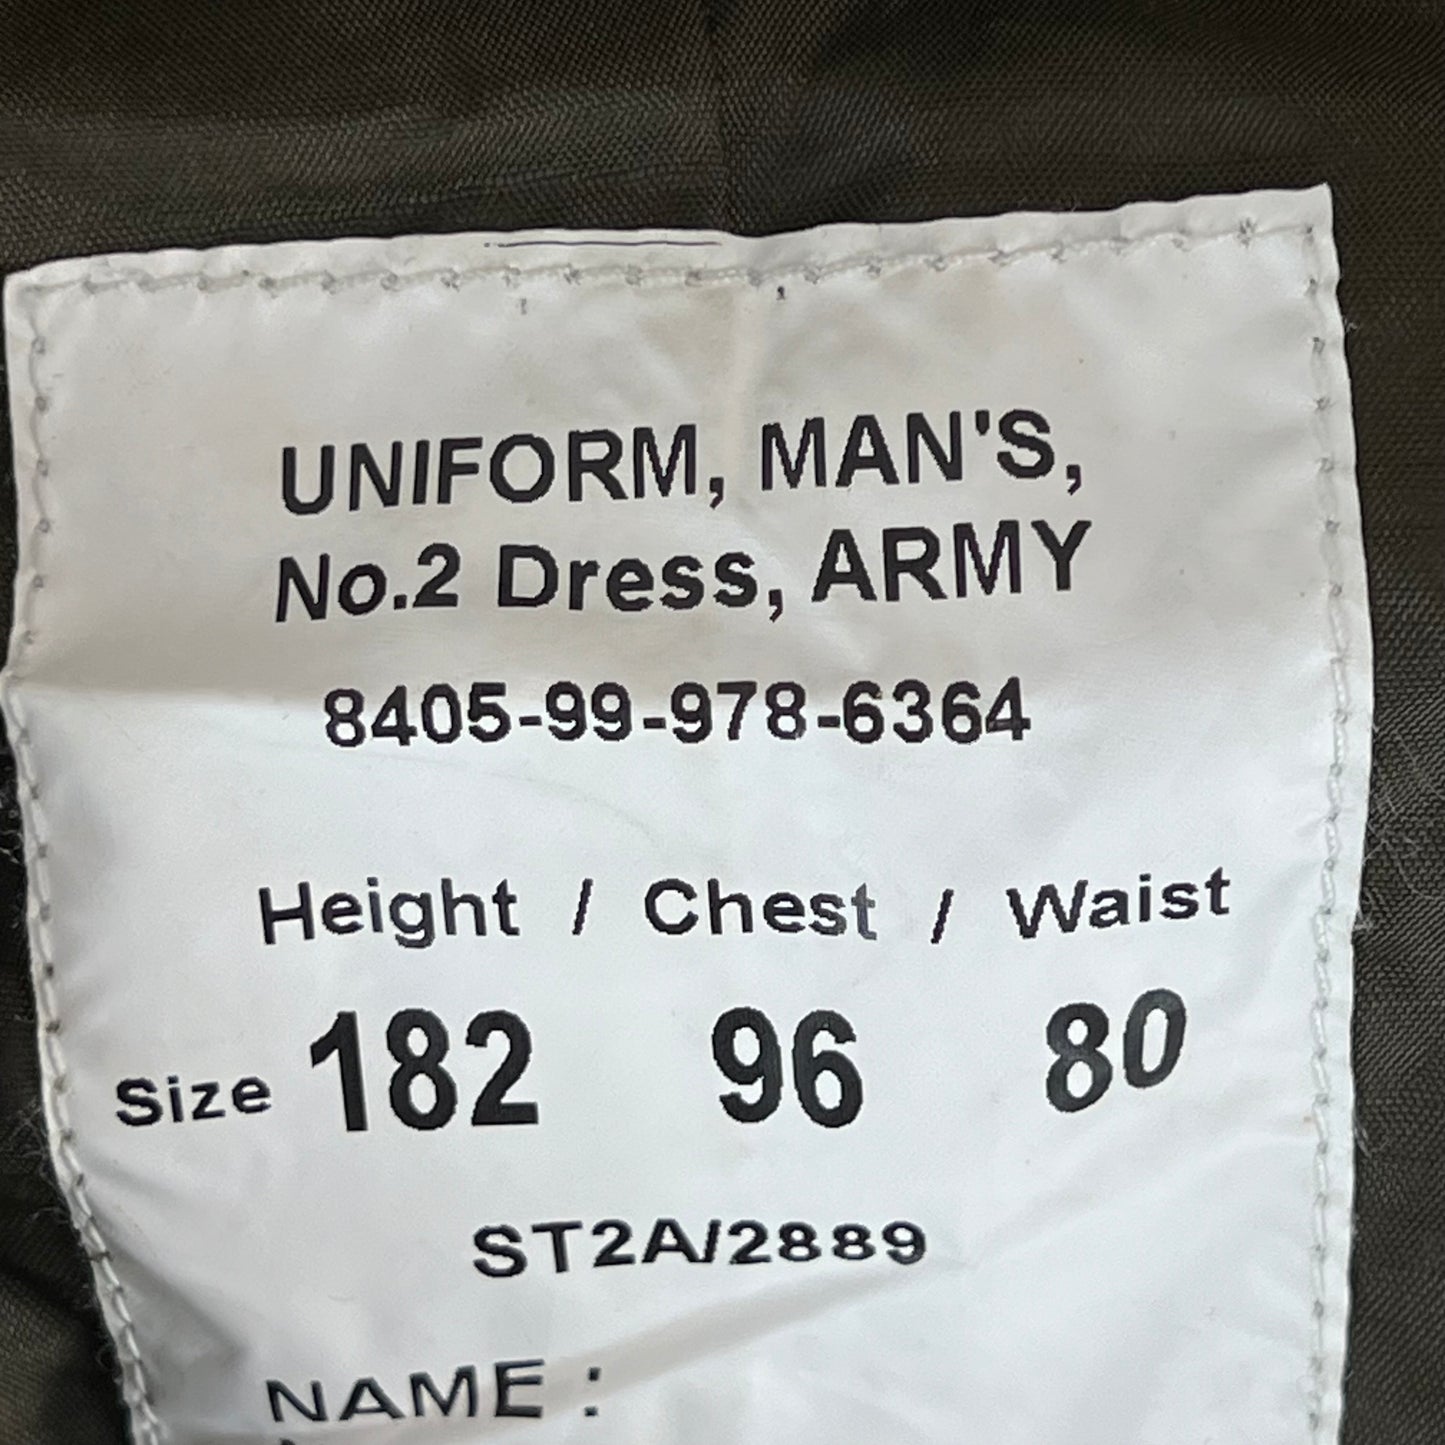 UNIFORM, MAN'S,
No.2 Dress, ARMY
8405-99-978-6364
Height / Chest / Waist
Size 182 96 80
ST2A/2889
NAME :